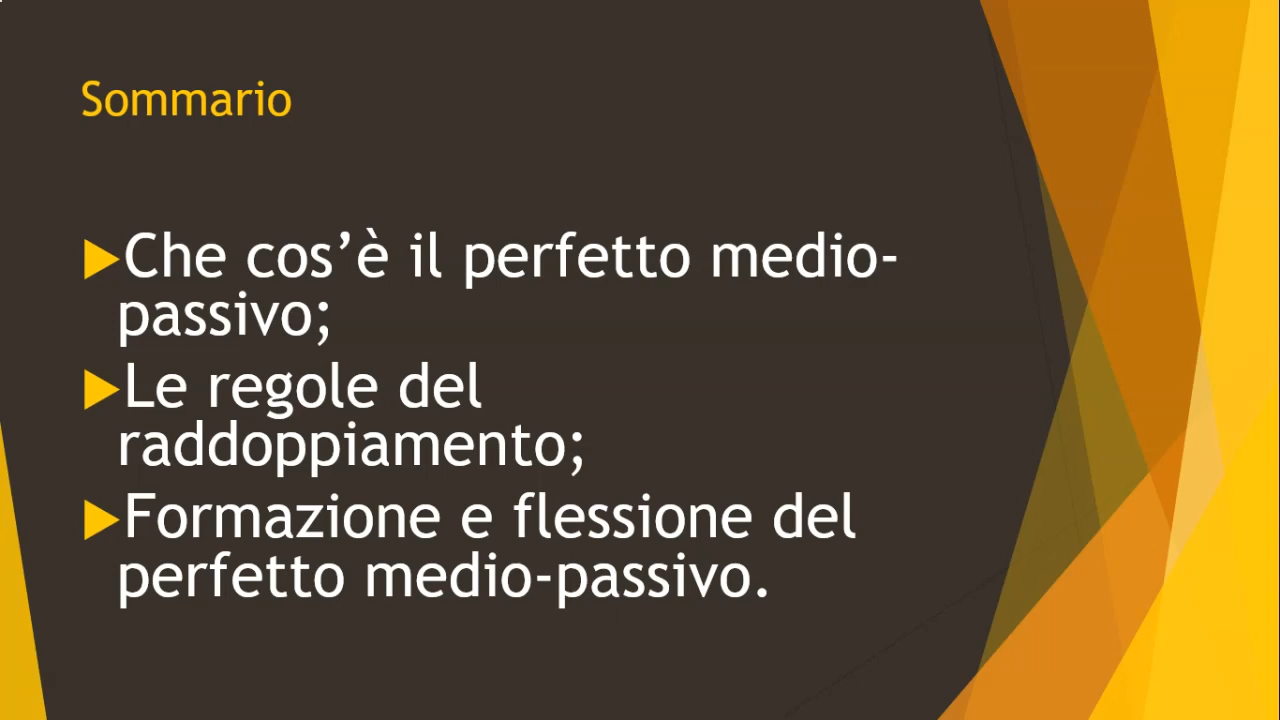 Sommario
Che cos’è il perfetto medio-
passivo;
Le regole del
raddoppiamento;
Formazione e flessione del
perfetto medio-passivo.